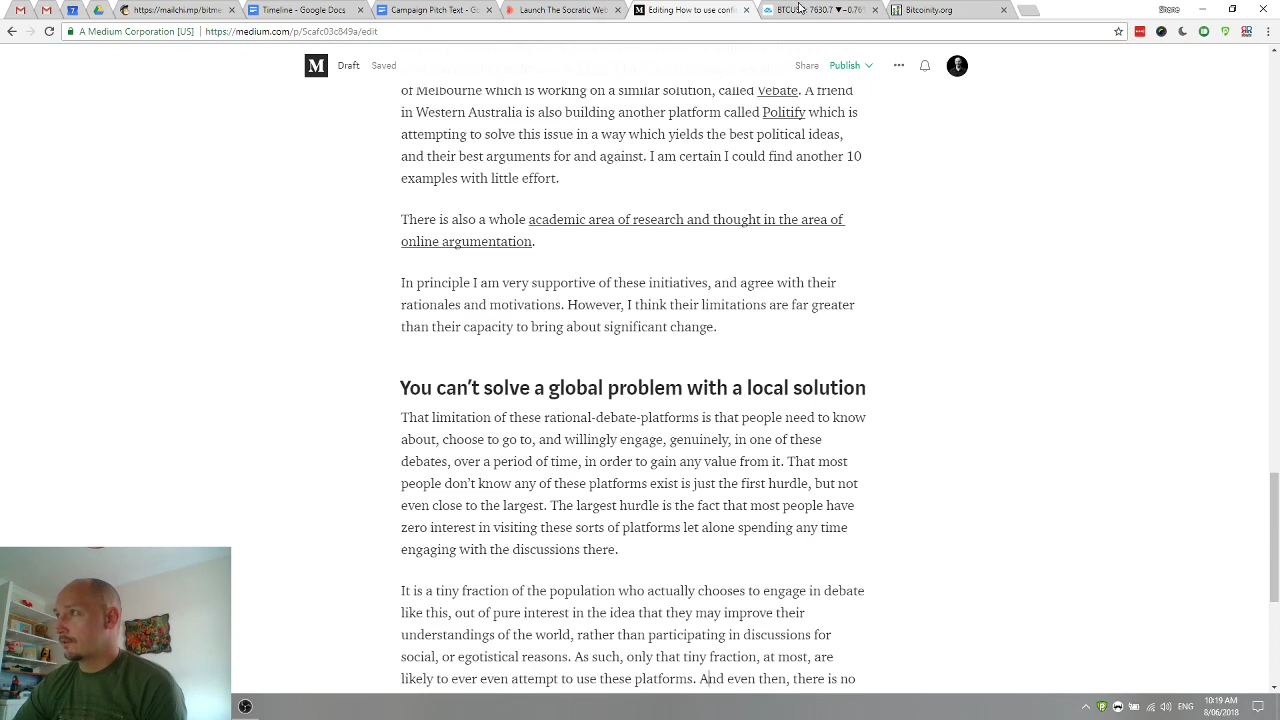 https://mailchi.mp/bitme
Timeline - Google Docs
Campaign Pitch Text - G
Launch The Socratic Web
Editing How to use confi
BTCUSD 7630.7 ▼−0.76%
Bitcoinity.org
A Medium Corporation [US]
https://medium.com/p/5cafc03c849a/edit
M
Draft
Saved
Share
Publish
of Melbourne which is working on a similar solution, called Vebate. A friend
in Western Australia is also building another platform called Politify which is
attempting to solve this issue in a way which yields the best political ideas,
and their best arguments for and against. I am certain I could find another 10
examples with little effort.
There is also a whole academic area of research and thought in the area of
online argumentation.
In principle I am very supportive of these initiatives, and agree with their
rationales and motivations. However, I think their limitations are far greater
than their capacity to bring about significant change.
You can’t solve a global problem with a local solution
That limitation of these rational-debate-platforms is that people need to know
about, choose to go to, and willingly engage, genuinely, in one of these
debates, over a period of time, in order to gain any value from it. That most
people don’t know any of these platforms exist is just the first hurdle, but not
even close to the largest. The largest hurdle is the fact that most people have
zero interest in visiting these sorts of platforms let alone spending any time
engaging with the discussions there.
It is a tiny fraction of the population who actually chooses to engage in debate
like this, out of pure interest in the idea that they may improve their
understandings of the world, rather than participating in discussions for
social, or egotistical reasons. As such, only that tiny fraction, at most, are
likely to ever even attempt to use these platforms. And even then, there is no
ENG
10:19 AM
8/06/2018